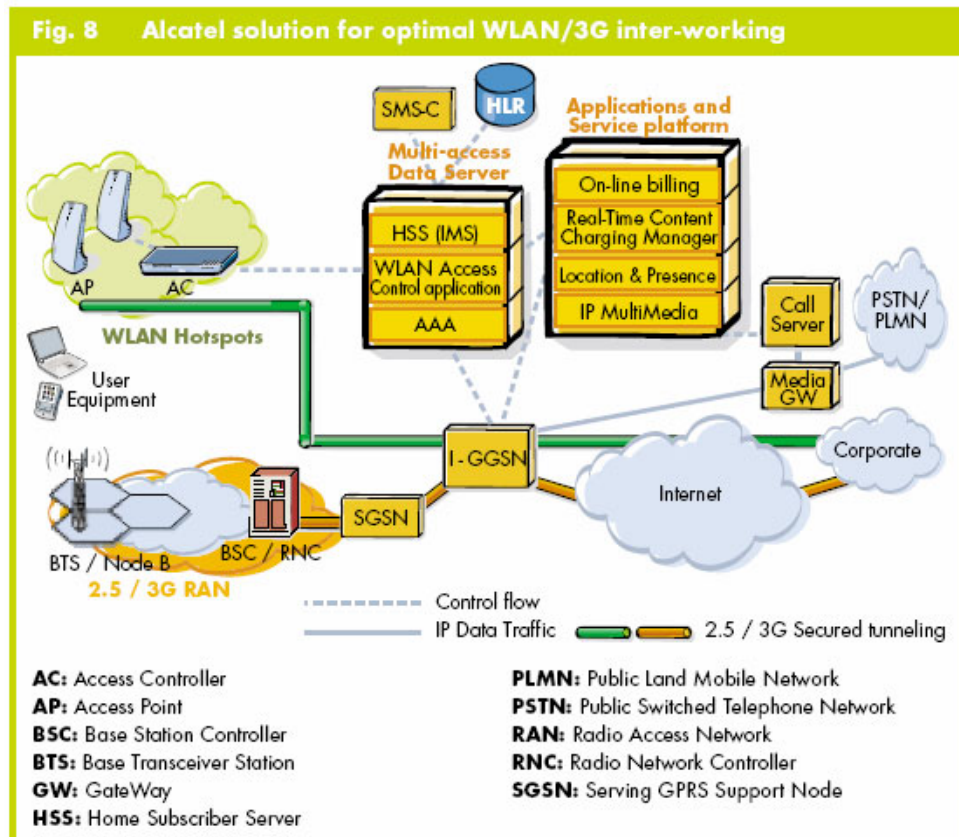 Fig. 8 Alcatel solution for optimal WLAN/3G inter-working
SMS-C
HLR
Applications and
Service platform
Multi-access
Data Server
On-line billing
Real-Time Content
Charging Manager
Location & Presence
IP MultiMedia
HSS (IMS)
WLAN Access
Control application
AAA
AP
AC
WLAN Hotspots
User
Equipment
Call
Server
PSTN/
PLMN
Media
GW
I - GGSN
Corporate
Internet
SGSN
BTS / Node B
BSC / RNC
2.5 / 3G RAN
Control flow
IP Data Traffic
2.5 / 3G Secured tunneling
AC: Access Controller
AP: Access Point
BSC: Base Station Controller
BTS: Base Transceiver Station
GW: GateWay
HSS: Home Subscriber Server
PLMN: Public Land Mobile Network
PSTN: Public Switched Telephone Network
RAN: Radio Access Network
RNC: Radio Network Controller
SGSN: Serving GPRS Support Node